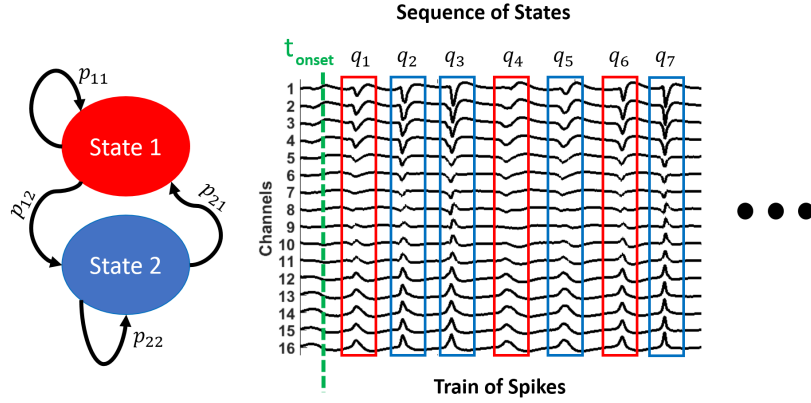 Sequence of States
t onset q₁ q₂ q₃ q₄ q₅ q₆ q₇
p₁₁
State 1
p₁₂ p₂₁
State 2
p₂₂
Channels
1
2
3
4
5
6
7
8
9
10
11
12
13
14
15
16
Train of Spikes